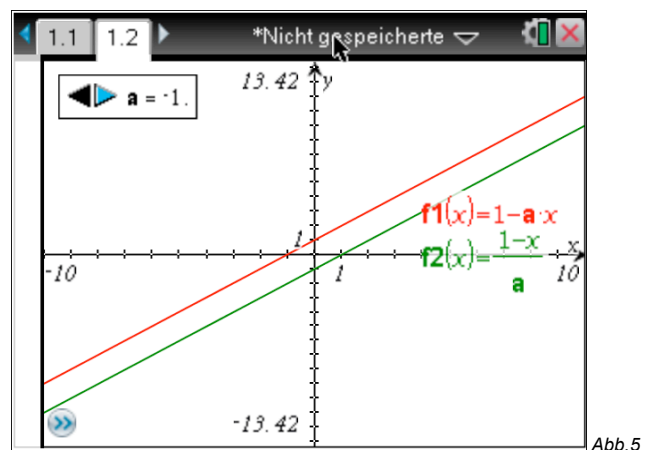 1.1 1.2 *Nicht gespeicherte
a = -1.
13.42 y
f1(x)=1-a·x
1
f2(x)=1-x/a
x
-10 1 10
-13.42
Abb.5